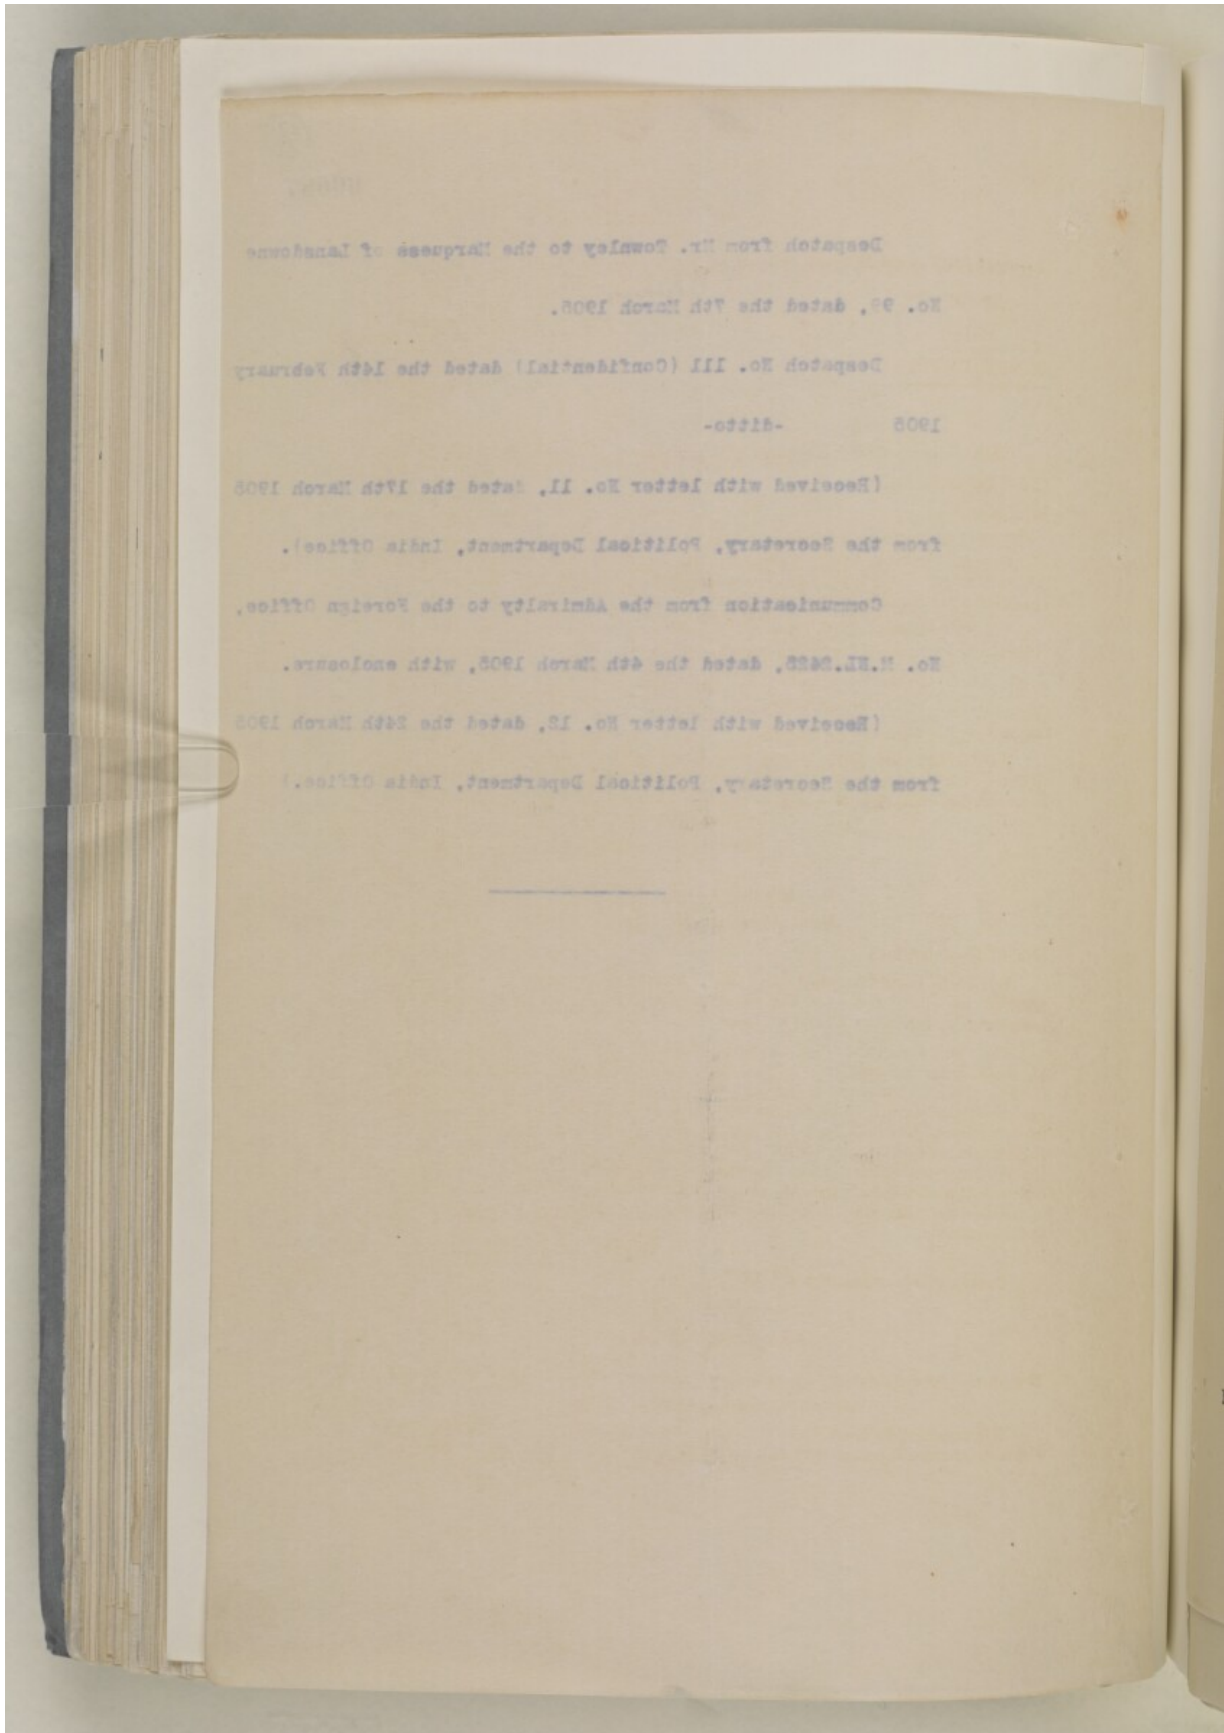 Despatch from Mr. Townley to the Marquess of Lansdowne
No. 99, dated the 7th March 1905.
Despatch No. 111 (Confidential) dated the 14th February
1905 -ditto-
(Received with letter No. 11, dated the 17th March 1905
from the Secretary, Political Department, India Office).
Communication from the Admiralty to the Foreign Office,
No. M.NL.2425, dated the 4th March 1905, with enclosure.
(Received with letter No. 12, dated the 24th March 1905
from the Secretary, Political Department, India Office.)